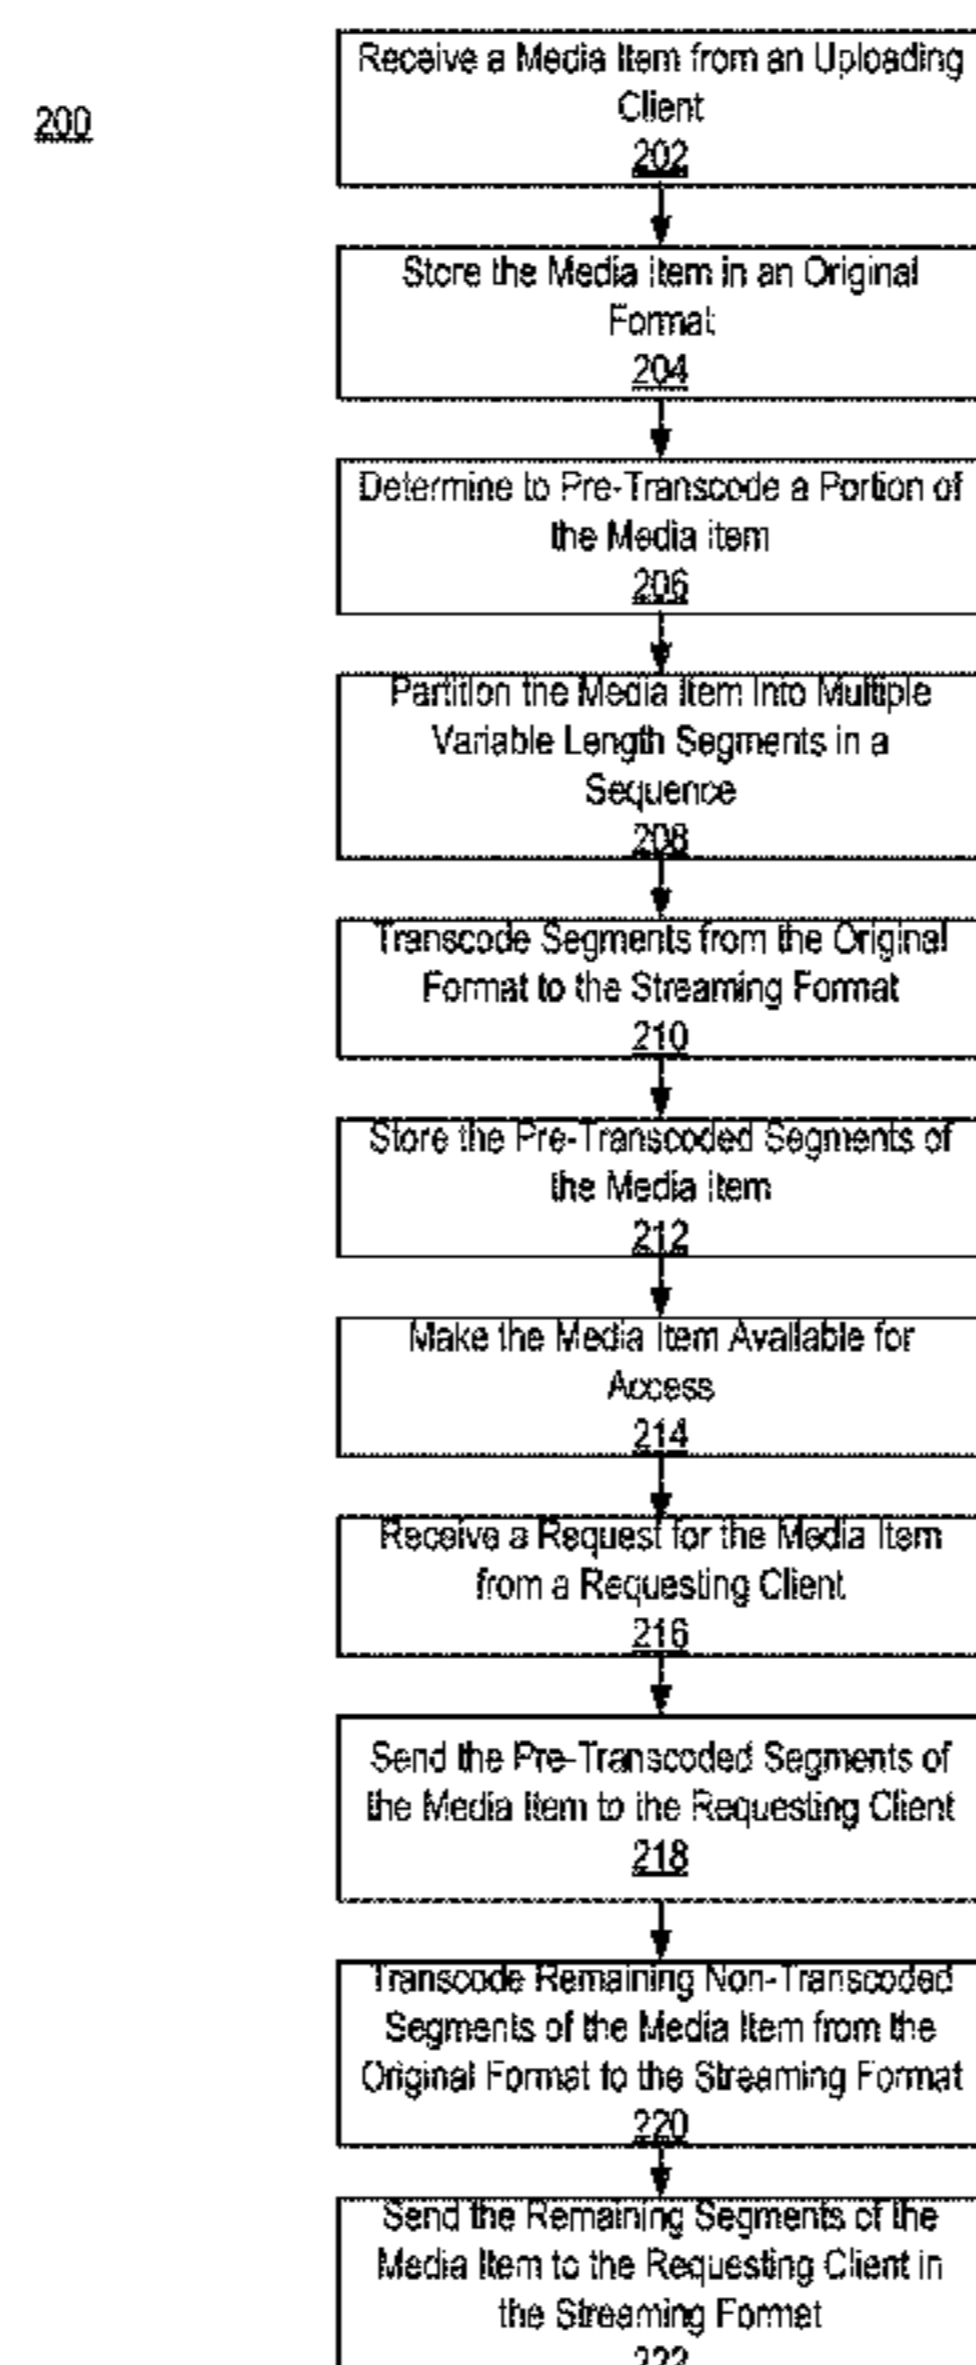 200
Receive a Media Item from an Uploading
Client
202
Store the Media Item in an Original
Format
204
Determine to Pre-Transcode a Portion of
the Media item
206
Partition the Media Item Into Multiple
Variable Length Segments in a
Sequence
208
Transcode Segments from the Original
Format to the Streaming Format
210
Store the Pre-Transcoded Segments of
the Media Item
212
Make the Media Item Available for
Access
214
Receive a Request for the Media Item
from a Requesting Client
216
Send the Pre-Transcoded Segments of
the Media Item to the Requesting Client
218
Transcode Remaining Non-Transcoded
Segments of the Media Item from the
Original Format to the Streaming Format
220
Send the Remaining Segments of the
Media Item to the Requesting Client in
the Streaming Format
222